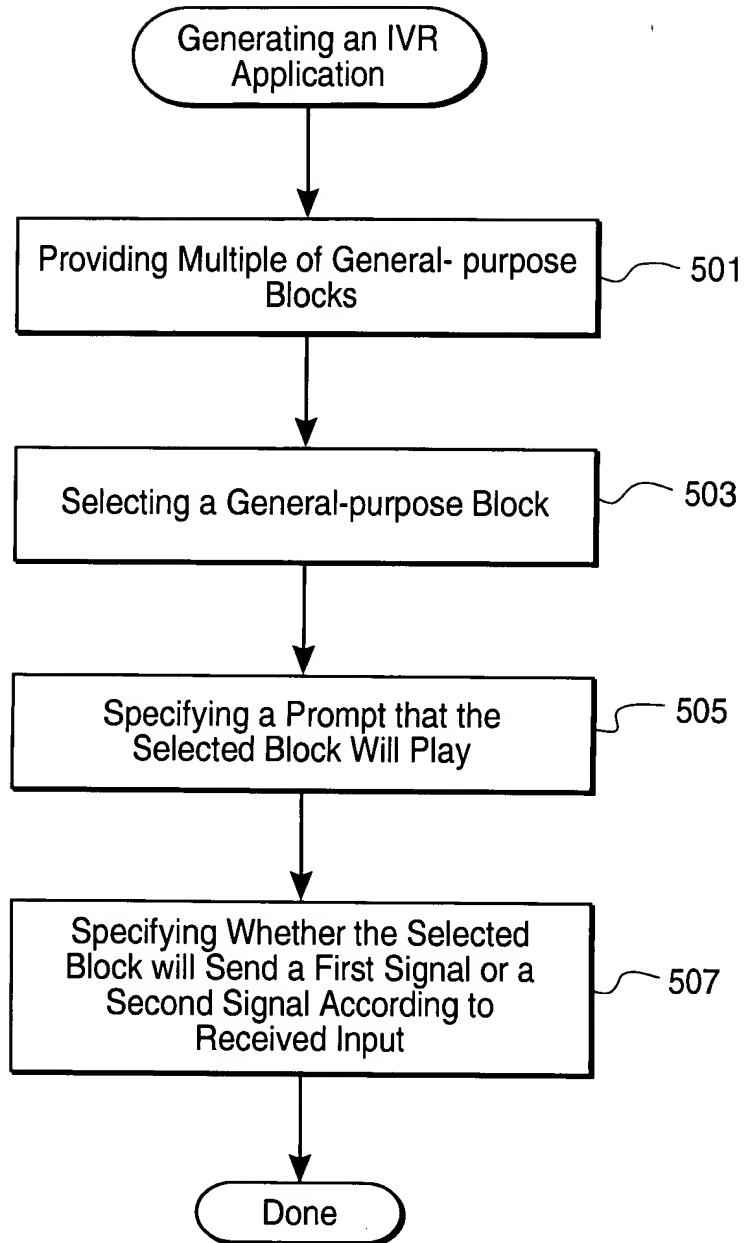 Generating an IVR
Application
Providing Multiple of General- purpose
Blocks
501
Selecting a General-purpose Block
503
Specifying a Prompt that the
Selected Block Will Play
505
Specifying Whether the Selected
Block will Send a First Signal or a
Second Signal According to
Received Input
507
Done